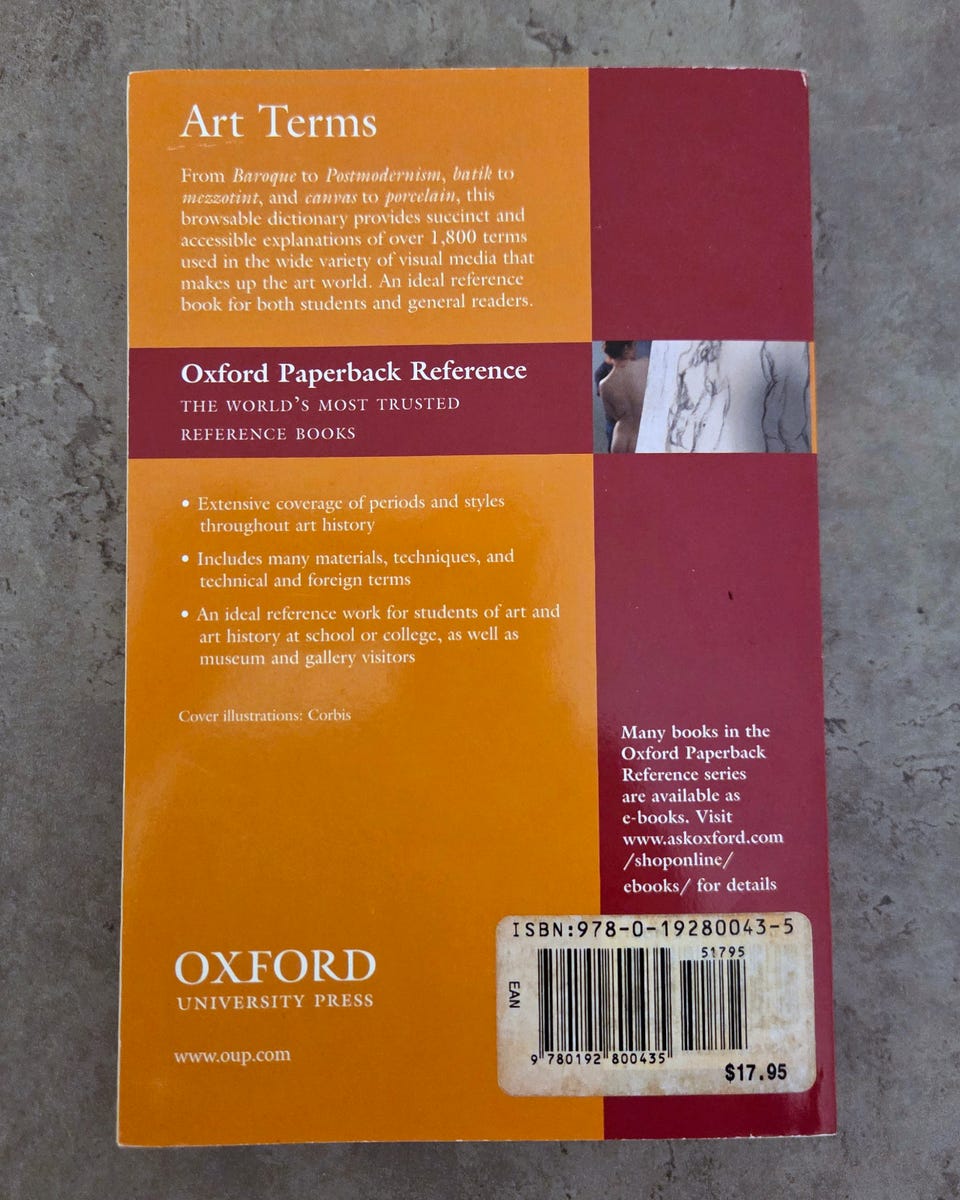 Art Terms
From Baroque to Postmodernism, batik to
mezzotint, and canvas to porcelain, this
browsable dictionary provides succinct and
accessible explanations of over 1,800 terms
used in the wide variety of visual media that
makes up the art world. An ideal reference
book for both students and general readers.
Oxford Paperback Reference
THE WORLD'S MOST TRUSTED
REFERENCE BOOKS
• Extensive coverage of periods and styles
throughout art history
• Includes many materials, techniques, and
technical and foreign terms
• An ideal reference work for students of art and
art history at school or college, as well as
museum and gallery visitors
Cover illustrations: Corbis
Many books in the
Oxford Paperback
Reference series
are available as
e-books. Visit
www.askoxford.com
/shoponline/
ebooks/ for details
OXFORD
UNIVERSITY PRESS
www.oup.com
ISBN:978-0-19280043-5
51795
EAN
9 780192 800435
$17.95